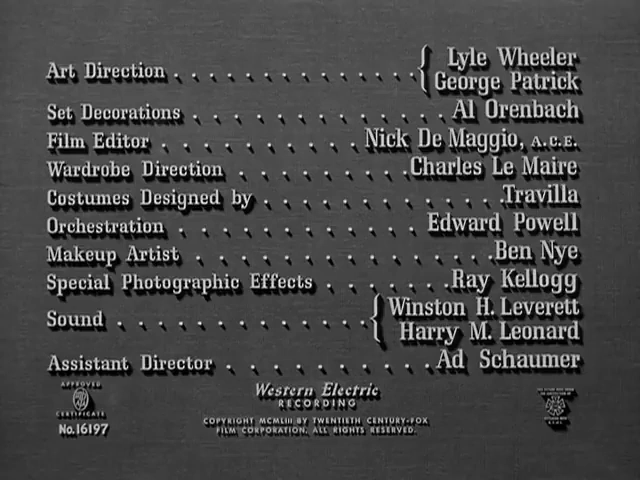 Art Direction . . . . . . . . . . . . . { Lyle Wheeler
George Patrick
Set Decorations . . . . . . . . . . . . . Al Orenbach
Film Editor . . . . . . . . . . . Nick De Maggio, A.C.E.
Wardrobe Direction . . . . . . . . . Charles Le Maire
Costumes Designed by . . . . . . . . . . . . . Travilla
Orchestration . . . . . . . . . . . . . . Edward Powell
Makeup Artist . . . . . . . . . . . . . . . Ben Nye
Special Photographic Effects . . . . . . . Ray Kellogg
Sound . . . . . . . . . . . { Winston H. Leverett
Harry M. Leonard
Assistant Director . . . . . . . . . . Ad Schaumer
APPROVED
CERTIFICATE
No. 16197
Western Electric
RECORDING
COPYRIGHT MCMLIII BY TWENTIETH CENTURY-FOX
FILM CORPORATION. ALL RIGHTS RESERVED.